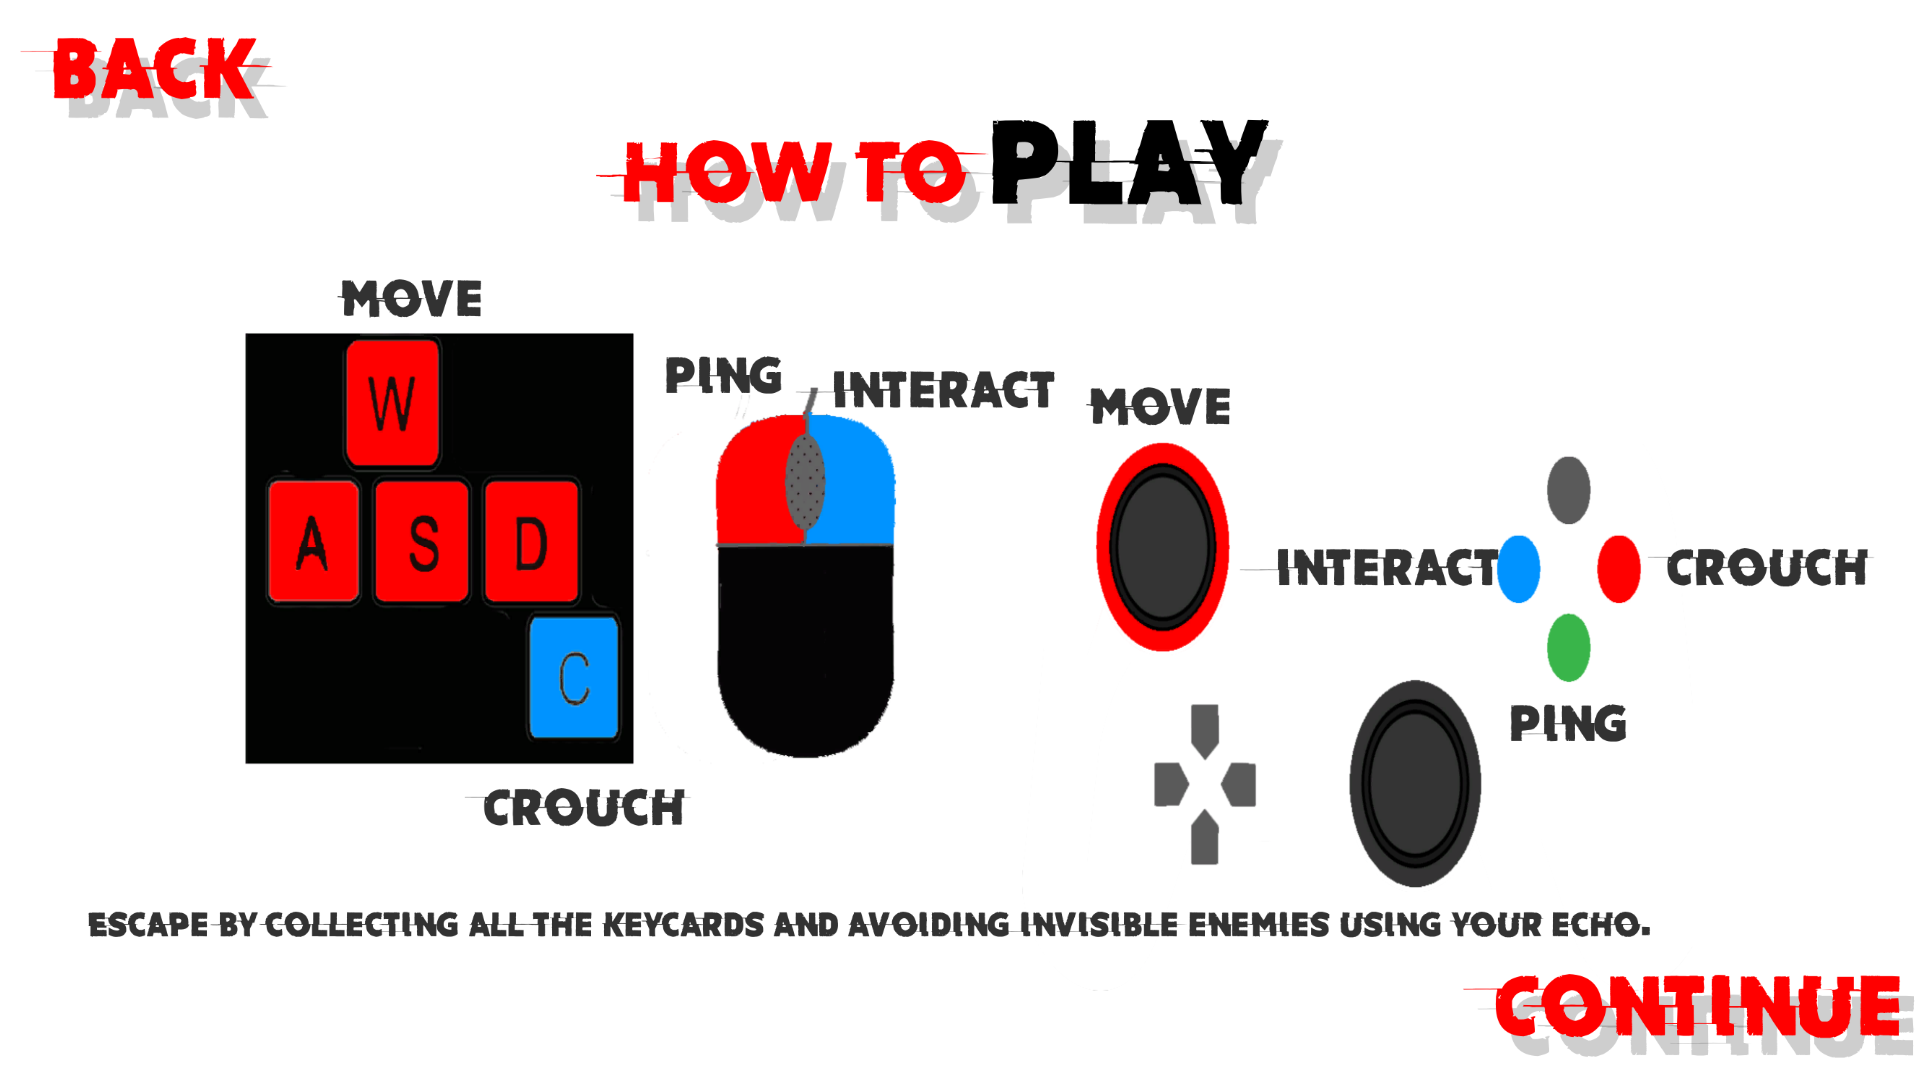 BACK
HOW TO PLAY
MOVE
W
A S D
C
CROUCH
PING
INTERACT
MOVE
INTERACT
CROUCH
PING
ESCAPE BY COLLECTING ALL THE KEYCARDS AND AVOIDING INVISIBLE ENEMIES USING YOUR ECHO.
CONTINUE